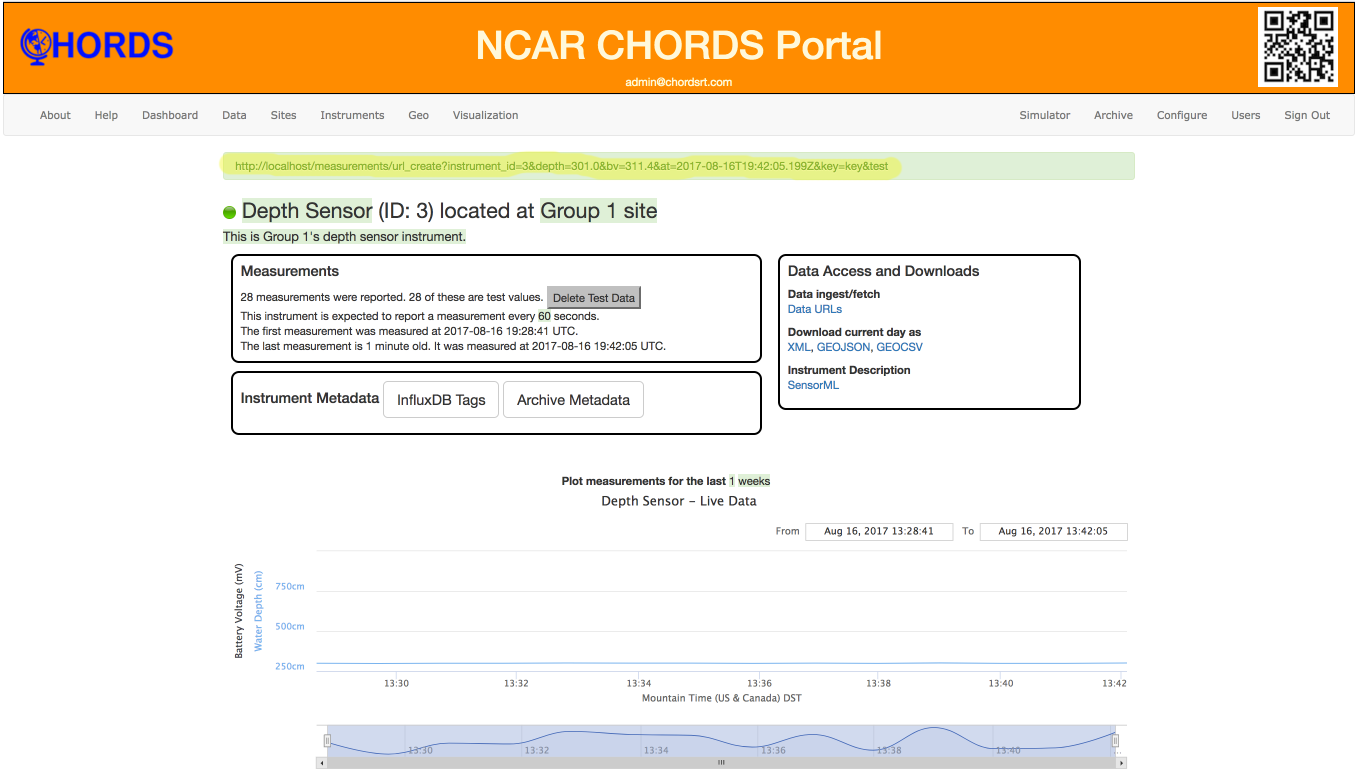 CHORDS
NCAR CHORDS Portal
admin@chordsrt.com
About Help Dashboard Data Sites Instruments Geo Visualization Simulator Archive Configure Users Sign Out
http://localhost/measurements/url_create?instrument_id=3&depth=301.0&bv=311.4&at=2017-08-16T19:42:05.199Z&key=key&test
Depth Sensor (ID: 3) located at Group 1 site
This is Group 1's depth sensor instrument.
Measurements
28 measurements were reported. 28 of these are test values. Delete Test Data
This instrument is expected to report a measurement every 60 seconds.
The first measurement was measured at 2017-08-16 19:28:41 UTC.
The last measurement is 1 minute old. It was measured at 2017-08-16 19:42:05 UTC.
Instrument Metadata InfluxDB Tags Archive Metadata
Data Access and Downloads
Data ingest/fetch
Data URLs
Download current day as
XML, GEOJSON, GEOCSV
Instrument Description
SensorML
Plot measurements for the last 1 weeks
Depth Sensor - Live Data
From Aug 16, 2017 13:28:41 To Aug 16, 2017 13:42:05
Battery Voltage (mV)
Water Depth (cm)
750cm
500cm
250cm
13:30 13:32 13:34 13:36 13:38 13:40 13:42
Mountain Time (US & Canada) DST
13:30 13:32 13:34 13:36 13:38 13:40 ...